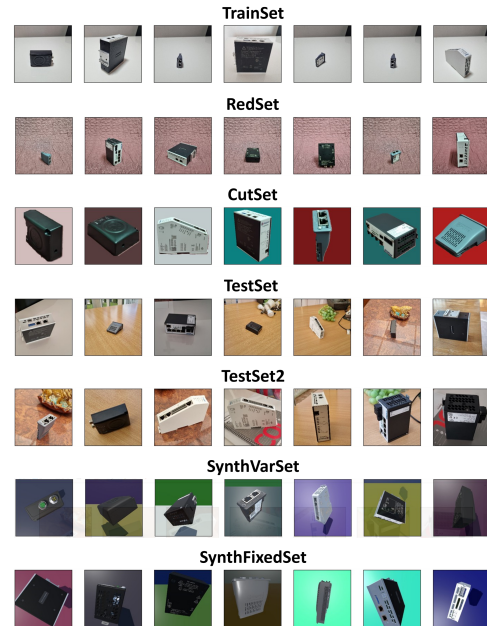 TrainSet
RedSet
CutSet
TestSet
TestSet2
SynthVarSet
SynthFixedSet